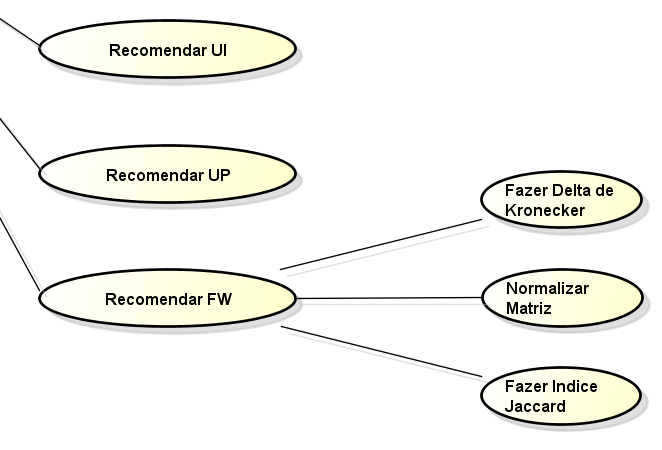 Recomendar UI
Recomendar UP
Fazer Delta de
Kronecker
Recomendar FW
Normalizar
Matriz
Fazer Indice
Jaccard